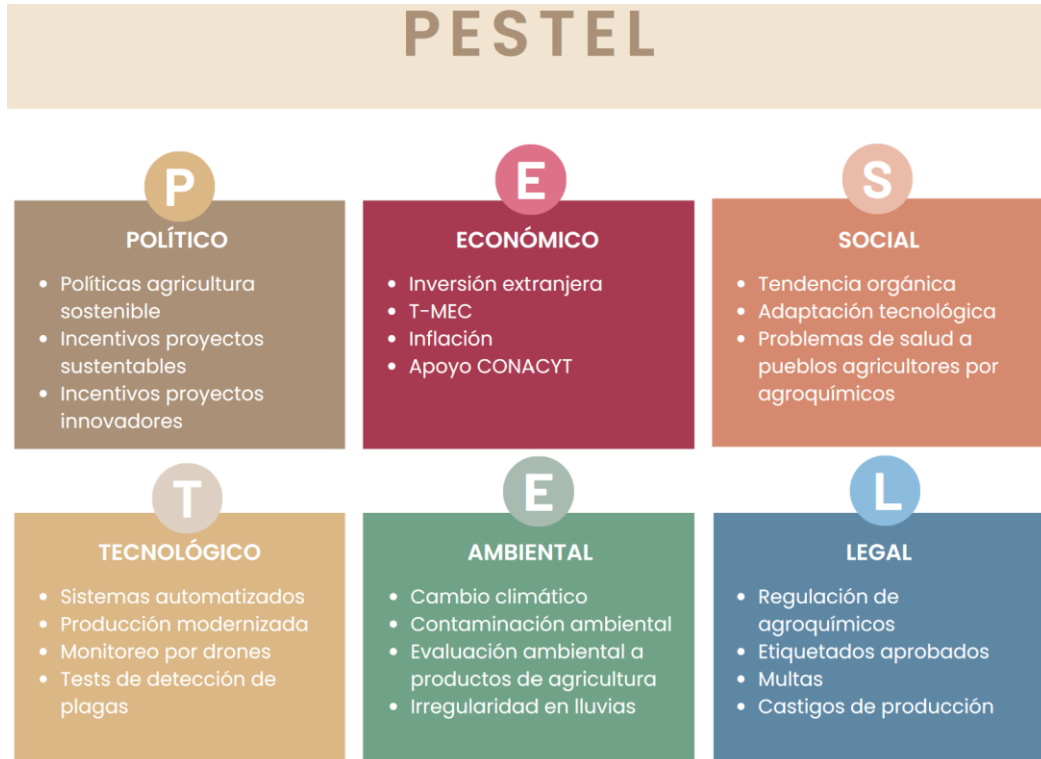 PESTEL
P
POLÍTICO
• Políticas agricultura
sostenible
• Incentivos proyectos
sustentables
• Incentivos proyectos
innovadores
E
ECONÓMICO
• Inversión extranjera
• T-MEC
• Inflación
• Apoyo CONACYT
S
SOCIAL
• Tendencia orgánica
• Adaptación tecnológica
• Problemas de salud a
pueblos agricultores por
agroquímicos
T
TECNOLÓGICO
• Sistemas automatizados
• Producción modernizada
• Monitoreo por drones
• Tests de detección de
plagas
E
AMBIENTAL
• Cambio climático
• Contaminación ambiental
• Evaluación ambiental a
productos de agricultura
• Irregularidad en lluvias
L
LEGAL
• Regulación de
agroquímicos
• Etiquetados aprobados
• Multas
• Castigos de producción